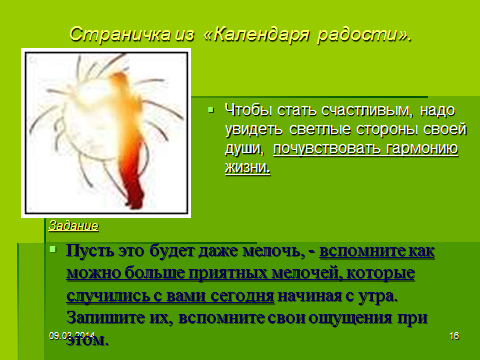 Страничка из «Календаря радости».
Чтобы стать счастливым, надо
увидеть светлые стороны своей
души, почувствовать гармонию
жизни.
Задание
Пусть это будет даже мелочь, - вспомните как
можно больше приятных мелочей, которые
случились с вами сегодня начиная с утра.
Запишите их, вспомните свои ощущения при
этом.
09.03.2014
16